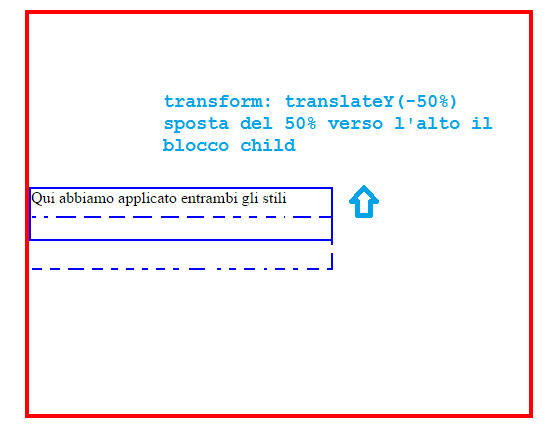 transform: translateY(-50%)
sposta del 50% verso l'alto il
blocco child
Qui abbiamo applicato entrambi gli stili